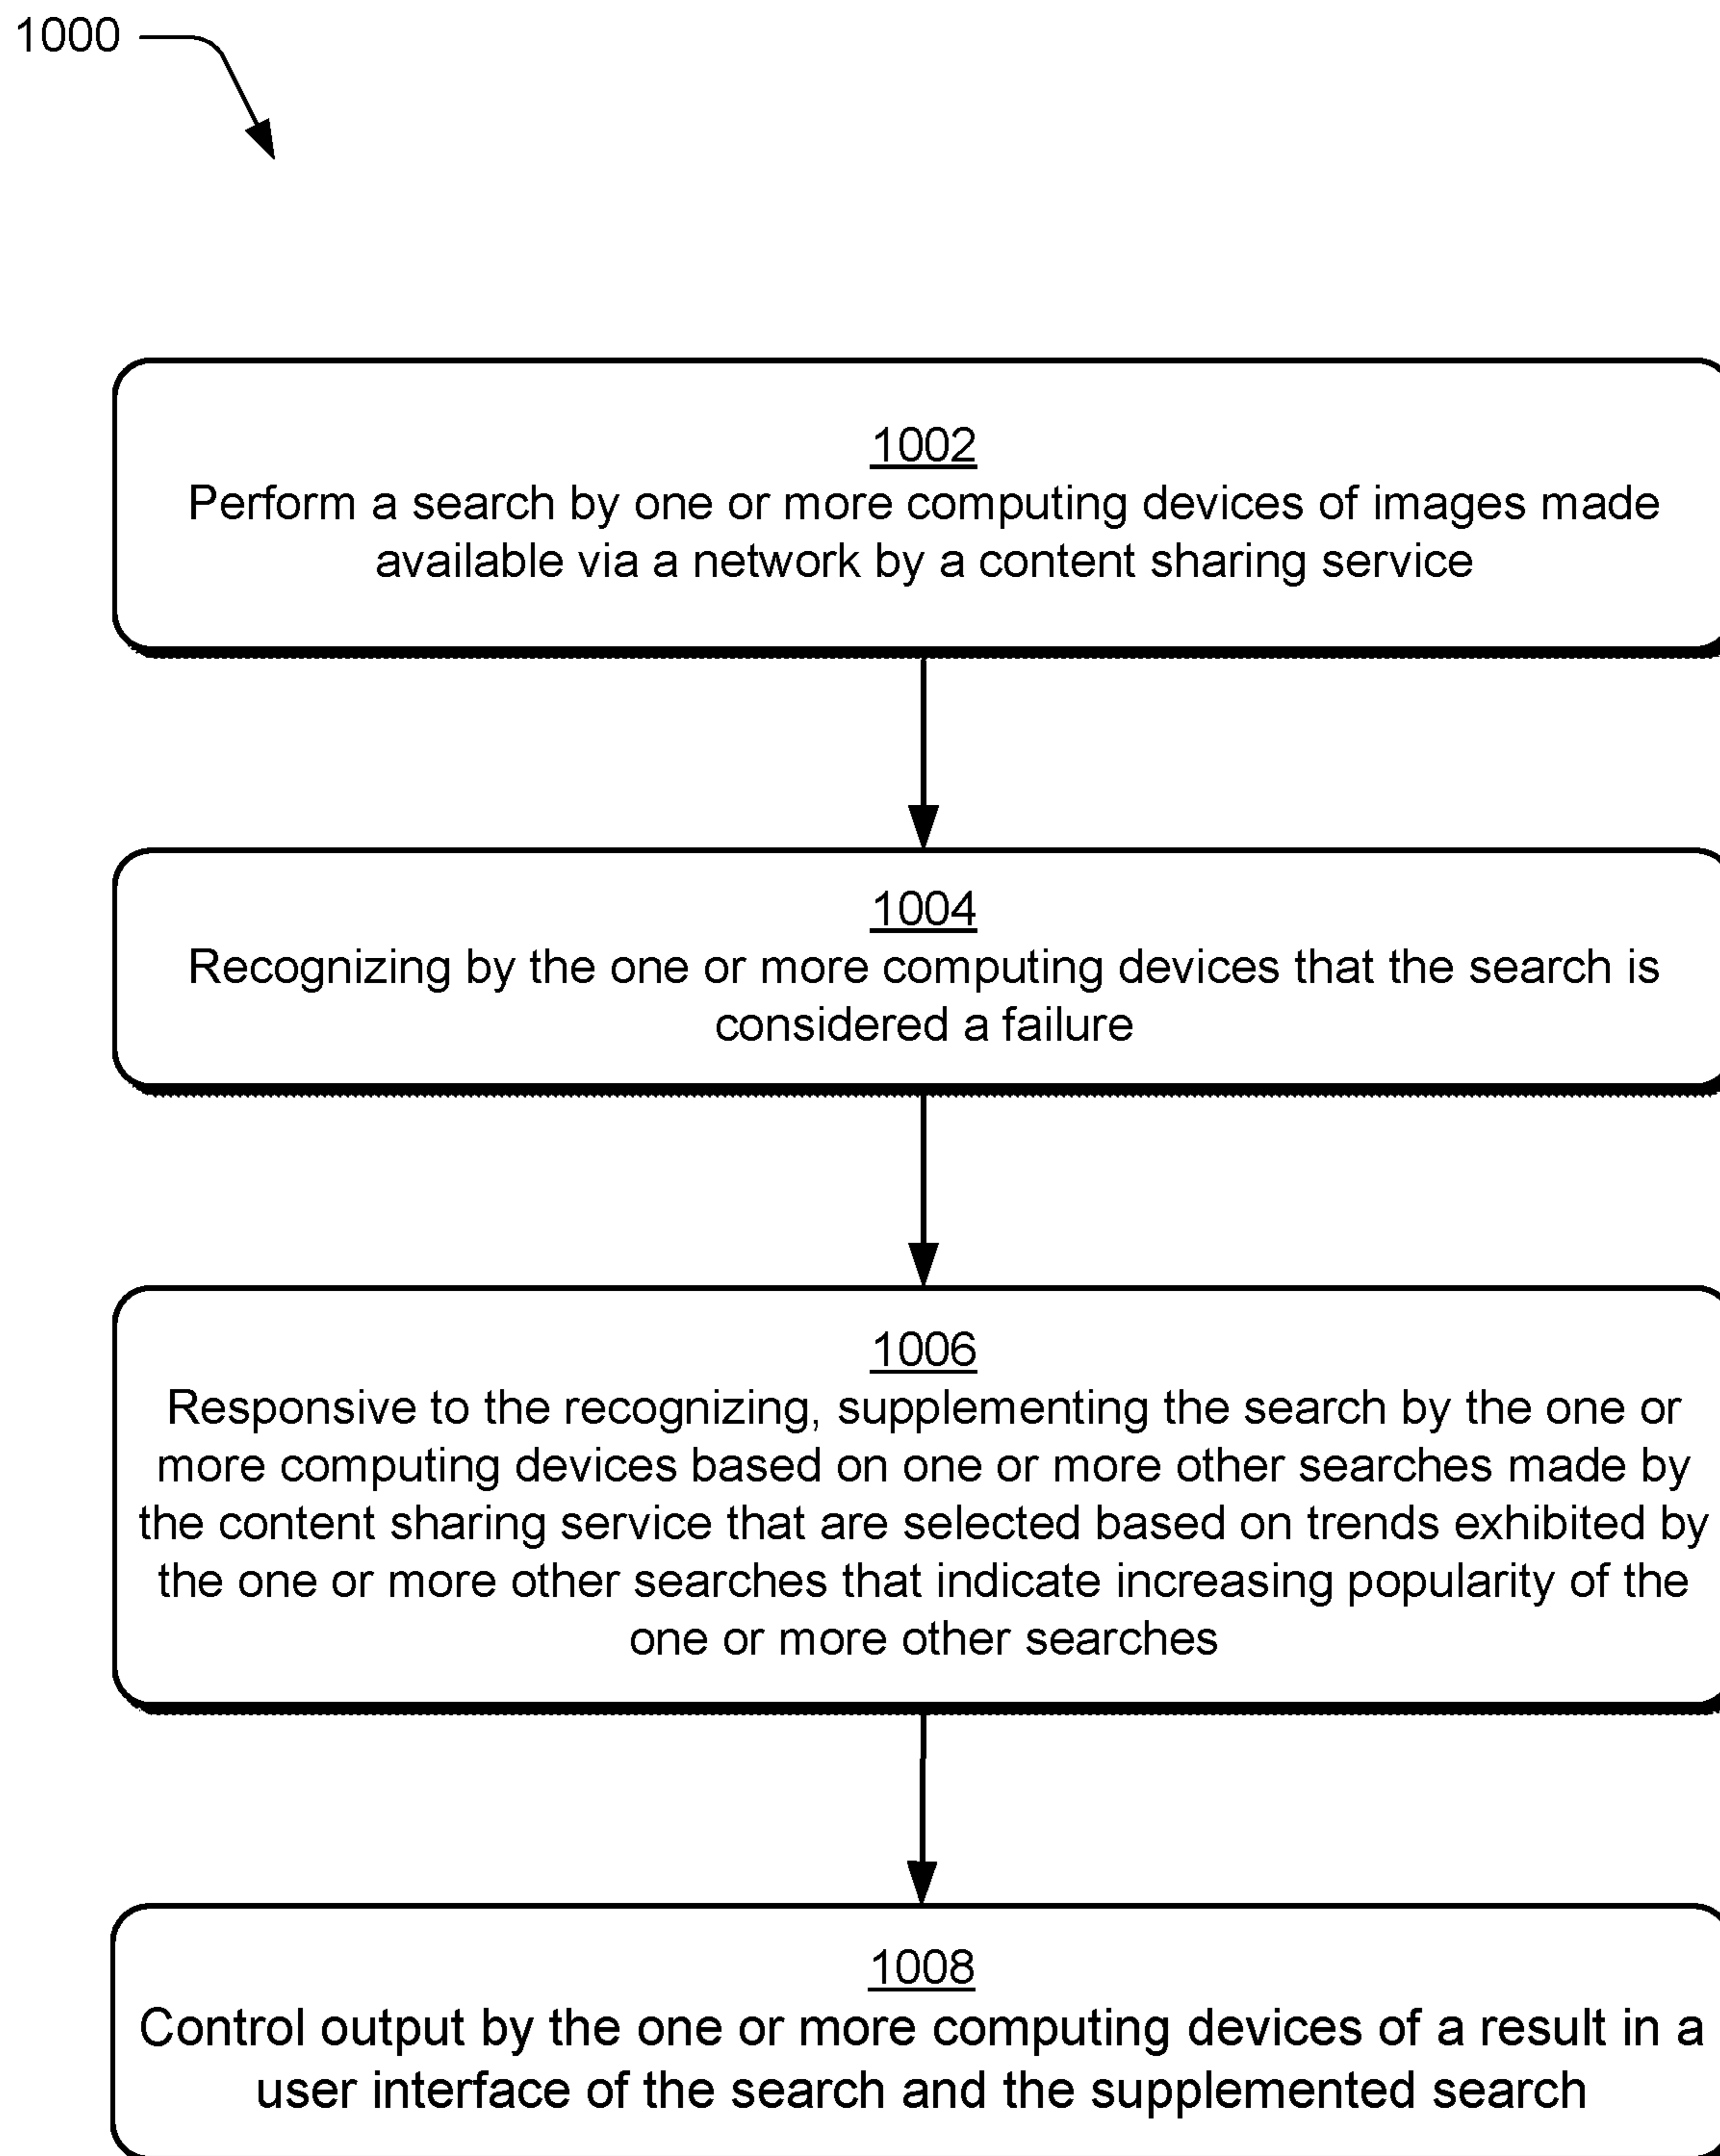 1000
1002
Perform a search by one or more computing devices of images made
available via a network by a content sharing service
1004
Recognizing by the one or more computing devices that the search is
considered a failure
1006
Responsive to the recognizing, supplementing the search by the one or
more computing devices based on one or more other searches made by
the content sharing service that are selected based on trends exhibited by
the one or more other searches that indicate increasing popularity of the
one or more other searches
1008
Control output by the one or more computing devices of a result in a
user interface of the search and the supplemented search